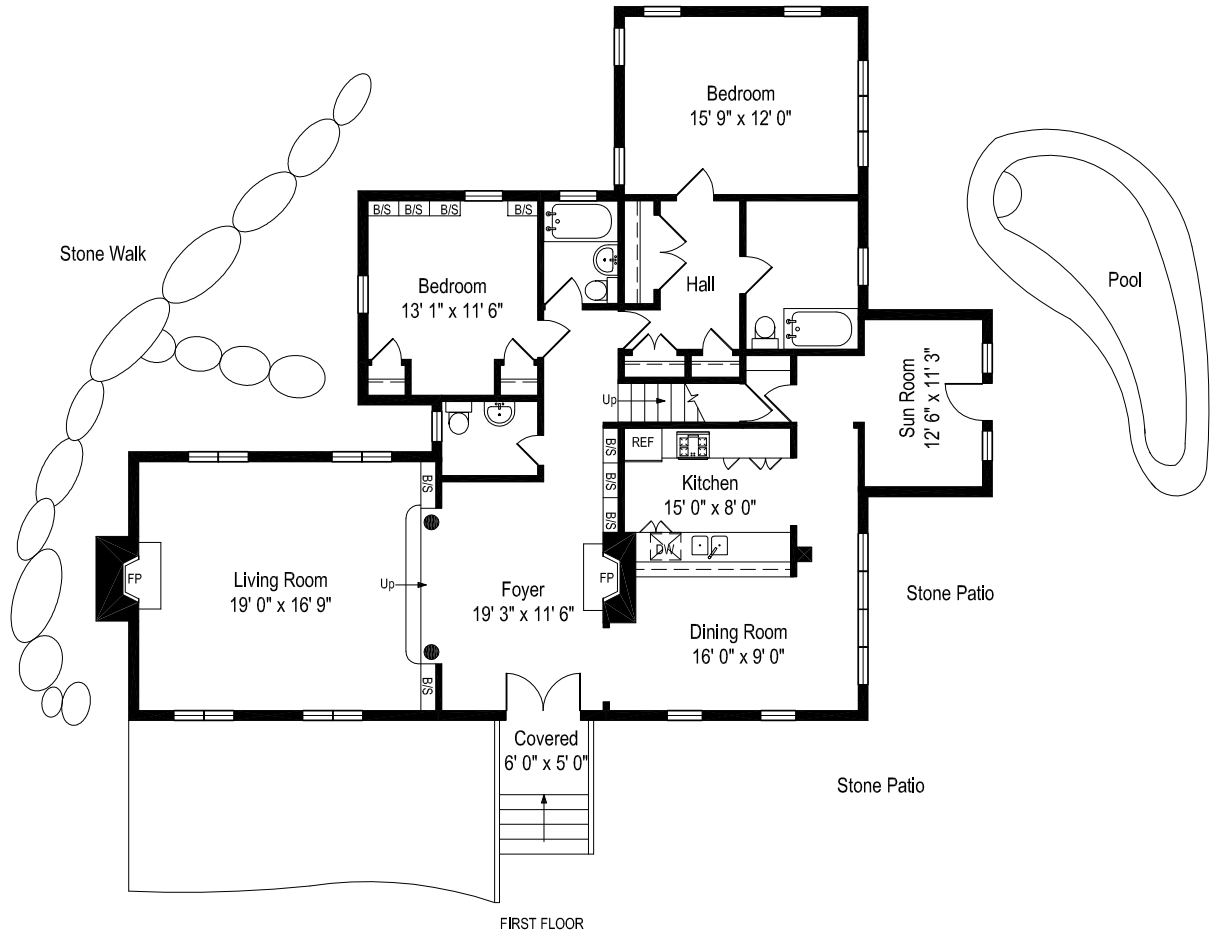 Bedroom
15' 9" x 12' 0"
B/S
B/S
B/S
B/S
Stone Walk
Bedroom
13' 1" x 11' 6"
Hall
Pool
Sun Room
12' 6" x 11' 3"
Up
REF
B/S
B/S
B/S
Kitchen
15' 0" x 8' 0"
B/S
DW
FP
Living Room
19' 0" x 16' 9"
Up
Foyer
19' 3" x 11' 6"
FP
Stone Patio
Dining Room
16' 0" x 9' 0"
B/S
Covered
6' 0" x 5' 0"
Stone Patio
FIRST FLOOR